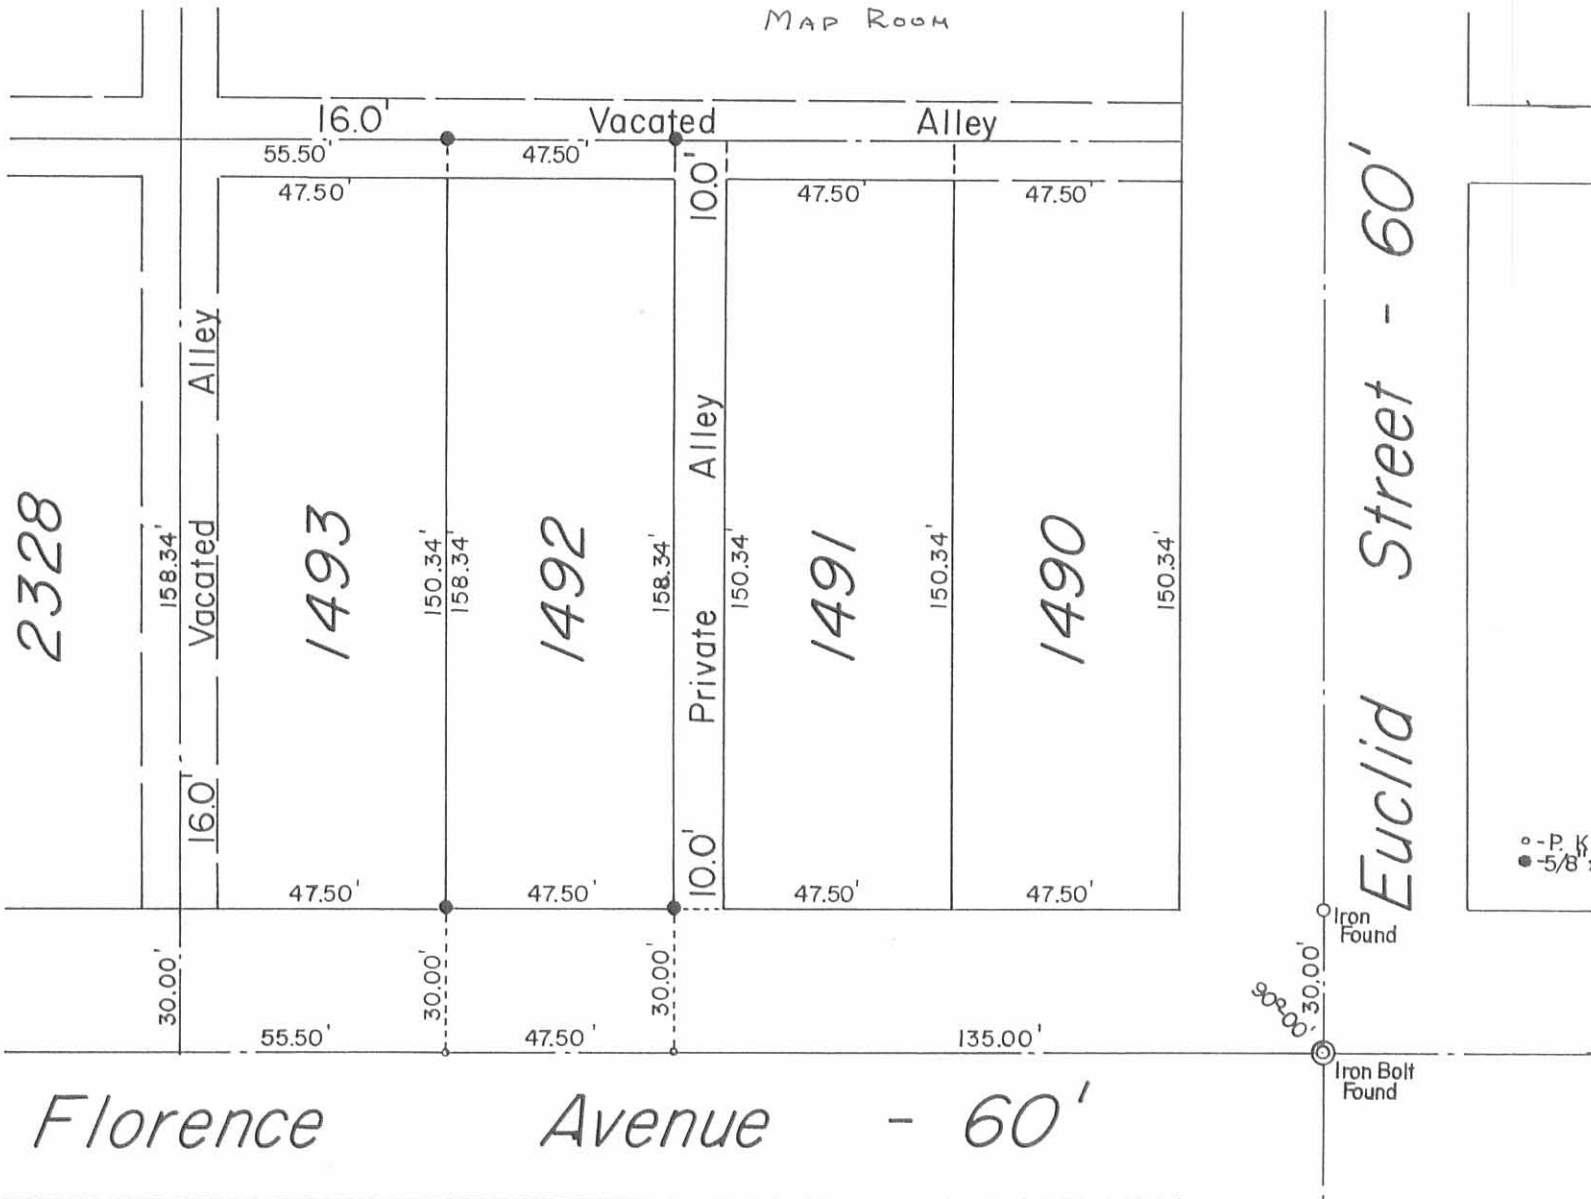 MAP ROOM
16.0' Vacated Alley
55.50' 47.50'
10.0'
47.50' 47.50' 47.50'
Vacated Alley
16.0'
Private Alley
10.0'
2328
158.34'
1493
150.34'
158.34'
1492
158.34'
150.34'
1491
150.34'
1490
150.34'
Euclid Street - 60'
47.50' 47.50' 47.50' 47.50'
○ - P. K
● - 5/8"
Iron
Found
30.00' 30.00' 30.00' 30.00'
90°00'
55.50' 47.50' 135.00'
Iron Bolt
Found
Florence Avenue - 60'